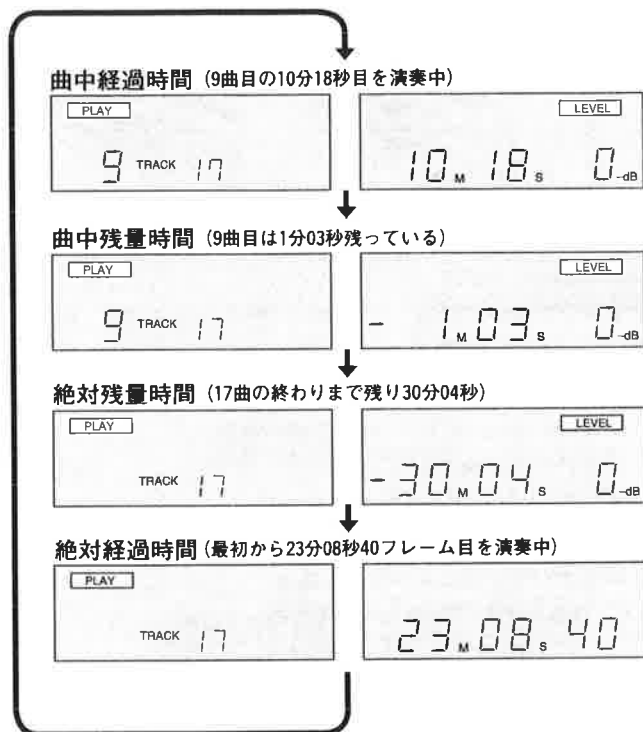 曲中経過時間 (9曲目の10分18秒目を演奏中)
PLAY
LEVEL
9 TRACK 17
10 M 18 S 0 -dB
曲中残量時間 (9曲目は1分03秒残っている)
PLAY
LEVEL
9 TRACK 17
- 1 M 03 S 0 -dB
絶対残量時間 (17曲の終わりまで残り30分04秒)
PLAY
LEVEL
TRACK 17
-30 M 04 S 0 -dB
絶対経過時間 (最初から23分08秒40フレーム目を演奏中)
PLAY
TRACK 17
23 M 08 S 40